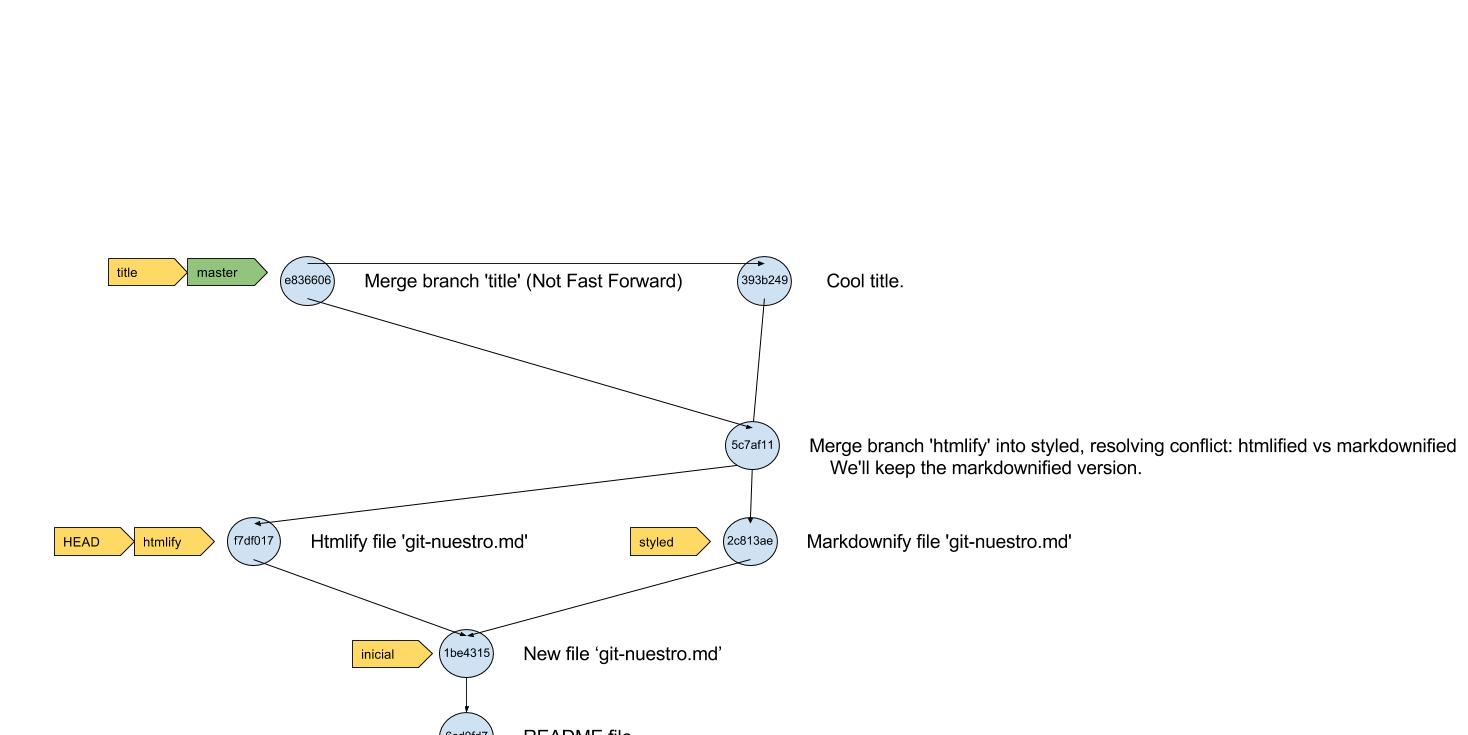 title
master
e836606
Merge branch 'title' (Not Fast Forward)
393b249
Cool title.
5c7af11
Merge branch 'htmlify' into styled, resolving conflict: htmlified vs markdownified
We'll keep the markdownified version.
HEAD
htmlify
f7df017
Htmlify file 'git-nuestro.md'
styled
2c813ae
Markdownify file 'git-nuestro.md'
inicial
1be4315
New file ‘git-nuestro.md’
README file